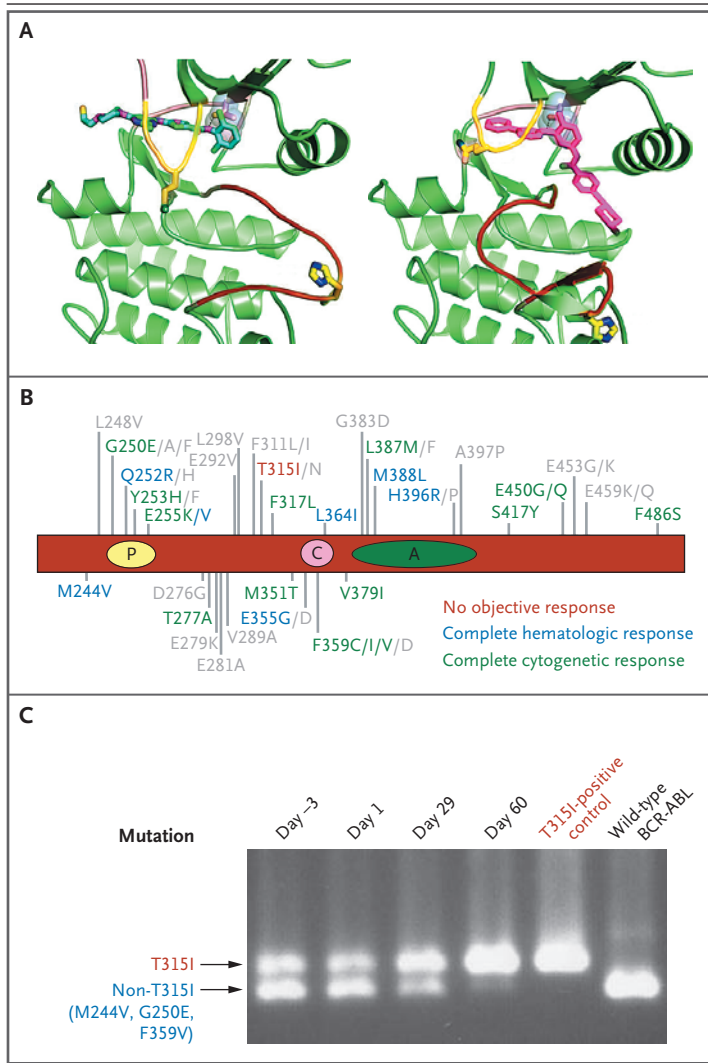 A
B
L248V
G250E/A/F
Q252R/H
Y253H/F
E255K/V
L298V
E292V
F311L/I
T315I/N
F317L
L364I
G383D
L387M/F
M388L
H396R/P
A397P
E450G/Q
S417Y
E453G/K
E459K/Q
F486S
P
C
A
M244V
D276G
T277A
E279K
E281A
V289A
M351T
E355G/D
F359C/I/V/D
V379I
No objective response
Complete hematologic response
Complete cytogenetic response
C
Mutation
Day –3
Day 1
Day 29
Day 60
T315I-positive
control
Wild-type
BCR-ABL
T315I
Non-T315I
(M244V, G250E,
F359V)